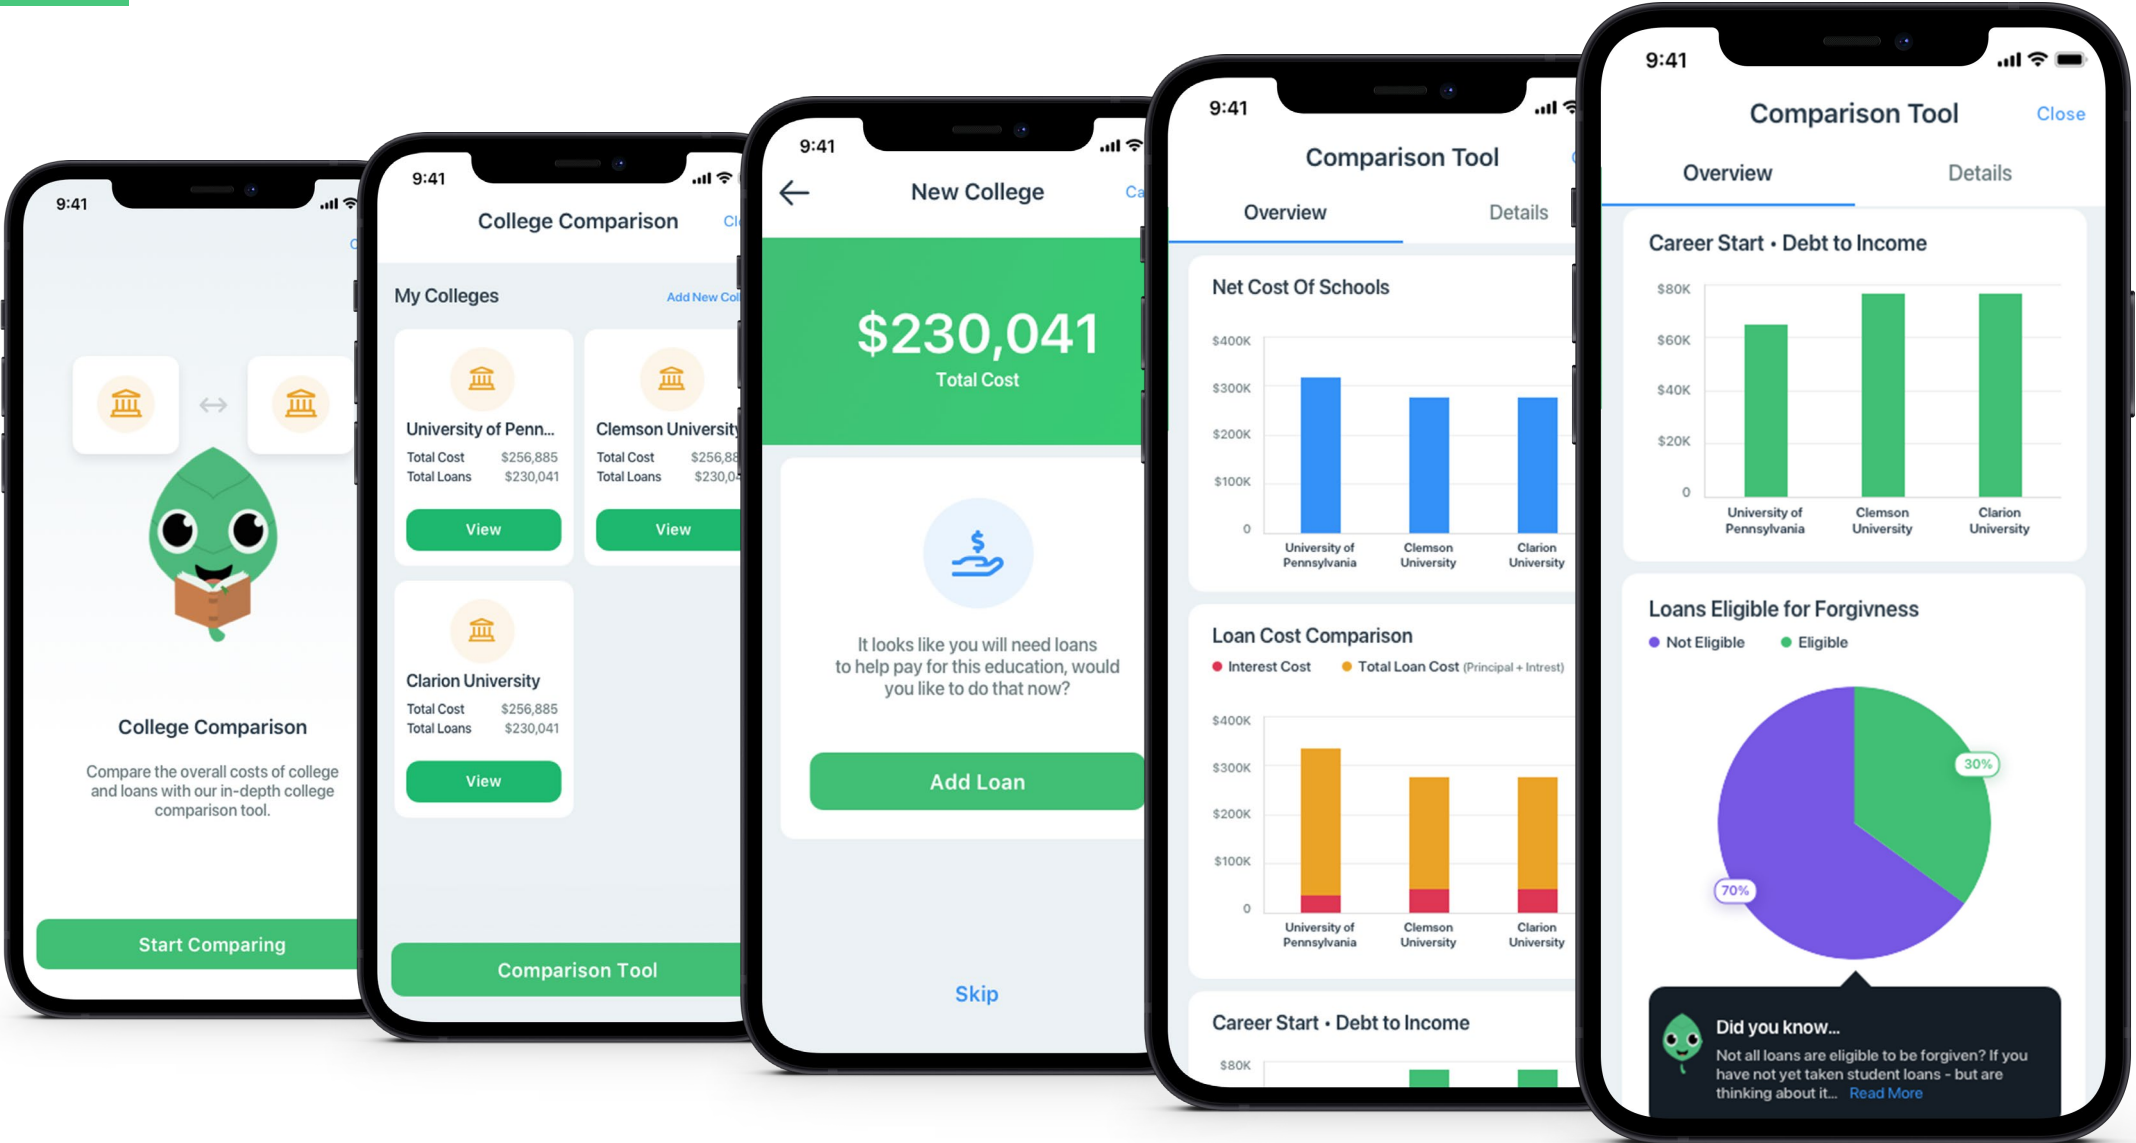 9:41
College Comparison
Compare the overall costs of college
and loans with our in-depth college
comparison tool.
Start Comparing
9:41
College Comparison
My Colleges
Add New
University of Penn...
Total Cost $256,885
Total Loans $230,041
View
Clemson University
Total Cost $256,88
Total Loans $230,04
View
Clarion University
Total Cost $256,885
Total Loans $230,041
View
Comparison Tool
9:41
New College
$230,041
Total Cost
It looks like you will need loans
to help pay for this education, would
you like to do that now?
Add Loan
Skip
9:41
Comparison Tool
Overview Details
Net Cost Of Schools
$400K
$300K
$200K
$100K
0
University of Pennsylvania
Clemson University
Clarion University
Loan Cost Comparison
Interest Cost Total Loan Cost (Principal + Intrest)
$400K
$300K
$200K
$100K
0
University of Pennsylvania
Clemson University
Clarion University
Career Start • Debt to Income
$80K
9:41
Comparison Tool Close
Overview Details
Career Start • Debt to Income
$80K
$60K
$40K
$20K
0
University of Pennsylvania
Clemson University
Clarion University
Loans Eligible for Forgivness
Not Eligible Eligible
30%
70%
Did you know...
Not all loans are eligible to be forgiven? If you
have not yet taken student loans - but are
thinking about it... Read More